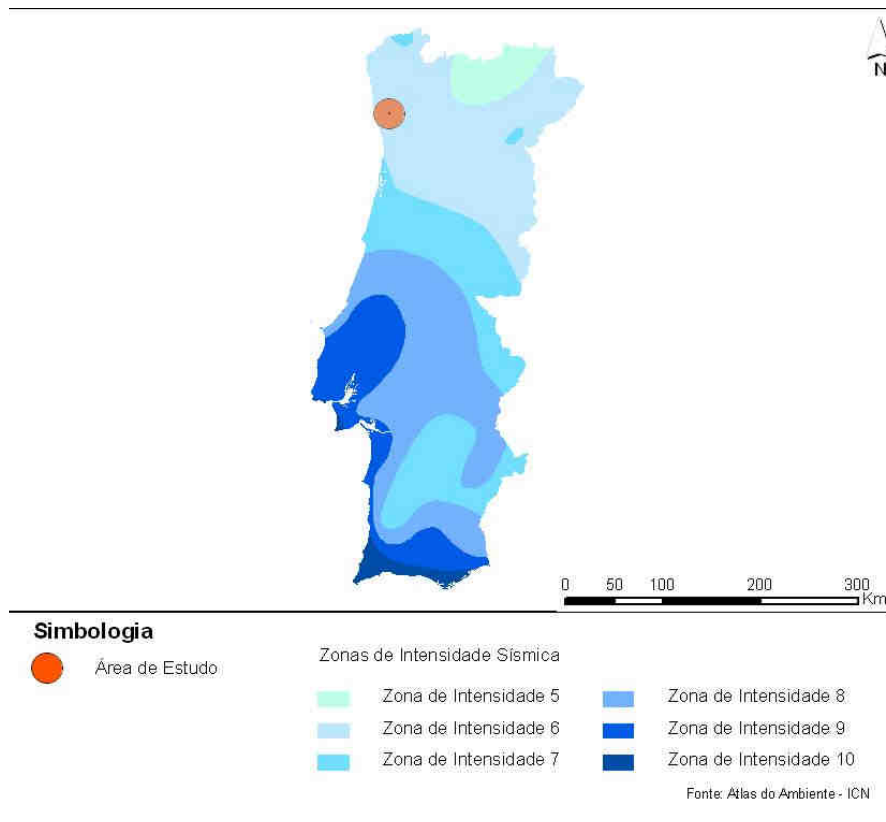 N
0 50 100 200 300
Km
Simbologia
Área de Estudo
Zonas de Intensidade Sísmica
Zona de Intensidade 5
Zona de Intensidade 6
Zona de Intensidade 7
Zona de Intensidade 8
Zona de Intensidade 9
Zona de Intensidade 10
Fonte: Atlas do Ambiente - ICN